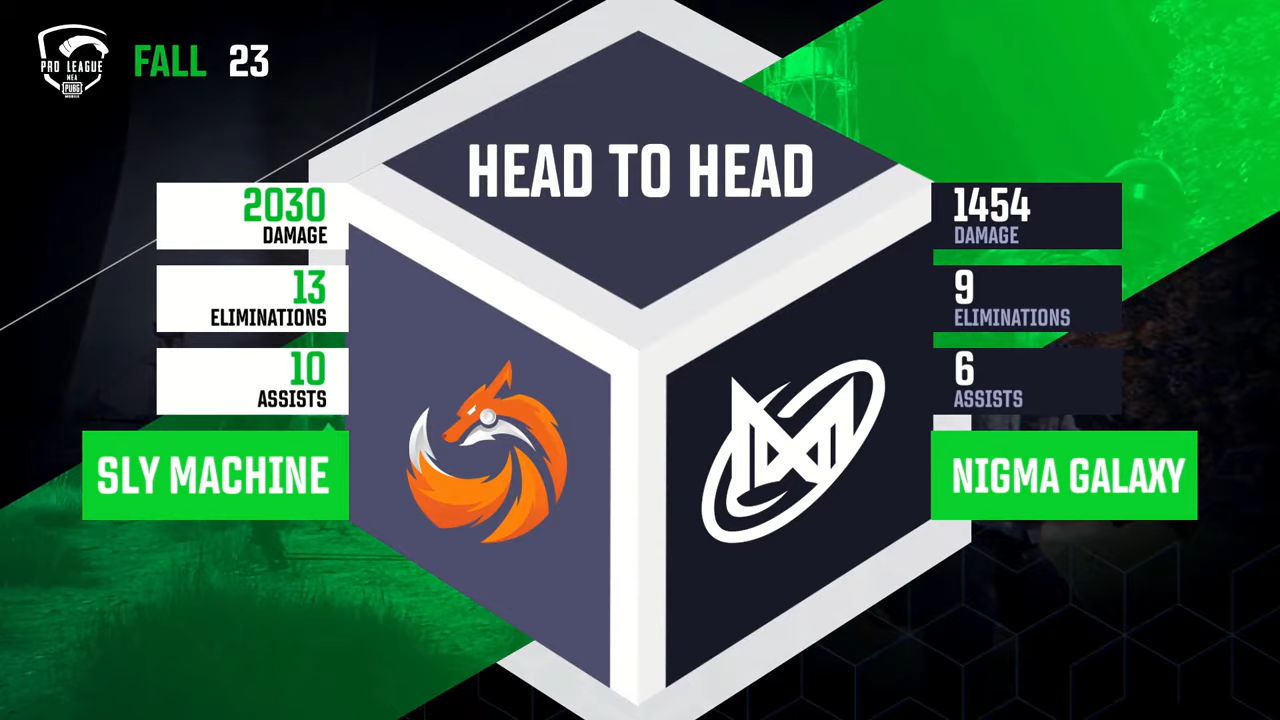 PRO LEAGUE
MEA
PUBG
MOBILE
FALL 23
HEAD TO HEAD
2030
DAMAGE
13
ELIMINATIONS
10
ASSISTS
SLY MACHINE
1454
DAMAGE
9
ELIMINATIONS
6
ASSISTS
NIGMA GALAXY